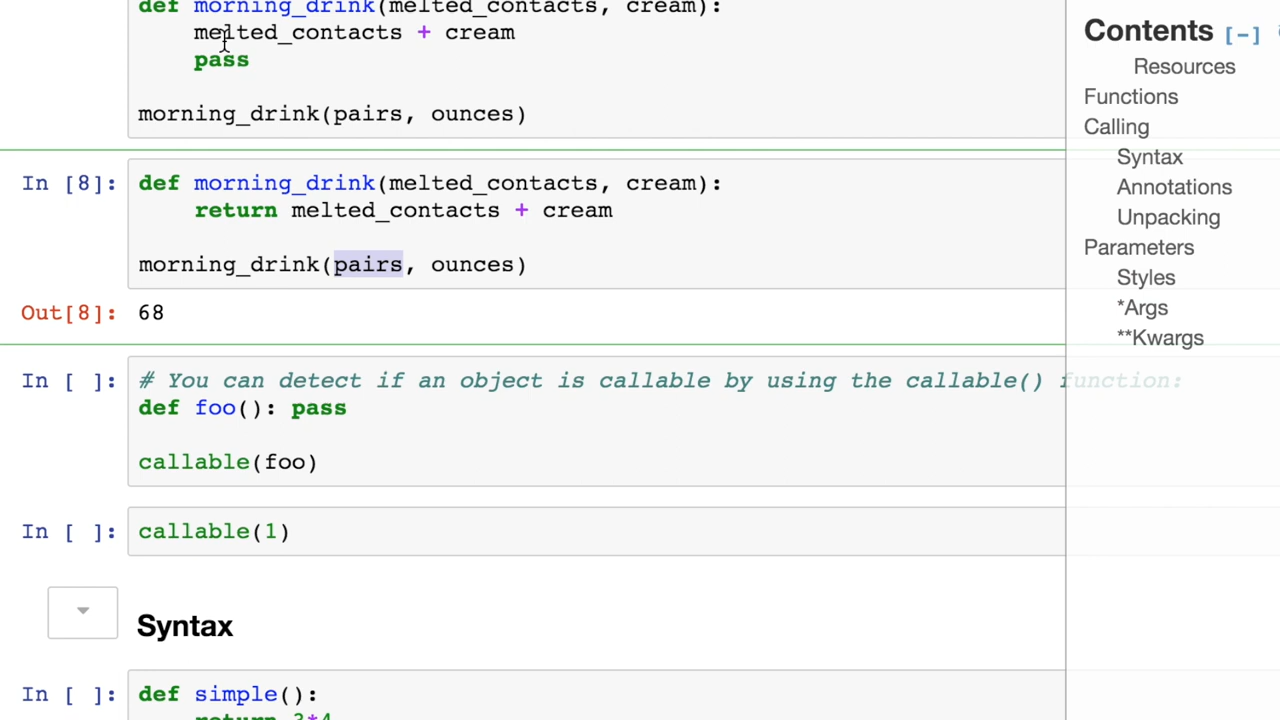 def morning_drink(melted_contacts, cream):
melted_contacts + cream
pass
morning_drink(pairs, ounces)
In [8]:
def morning_drink(melted_contacts, cream):
return melted_contacts + cream
morning_drink(pairs, ounces)
Out[8]: 68
In [ ]:
# You can detect if an object is callable by using the callable() function:
def foo(): pass
callable(foo)
In [ ]: callable(1)
Syntax
In [ ]: def simple():
return 3*4
Contents [-]
Resources
Functions
Calling
Syntax
Annotations
Unpacking
Parameters
Styles
*Args
**Kwargs